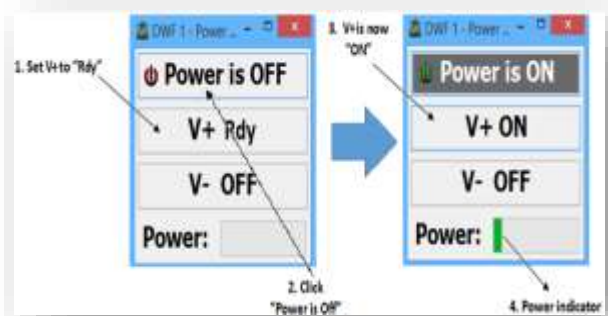 DWF 1 - Power ...
1. Set V+ to "Rdy"
Power is OFF
V+ Rdy
V- OFF
Power:
2. Click
"Power is Off"
3. V+ is now
"ON"
DWF 1 - Power ...
Power is ON
V+ ON
V- OFF
Power:
4. Power indicator